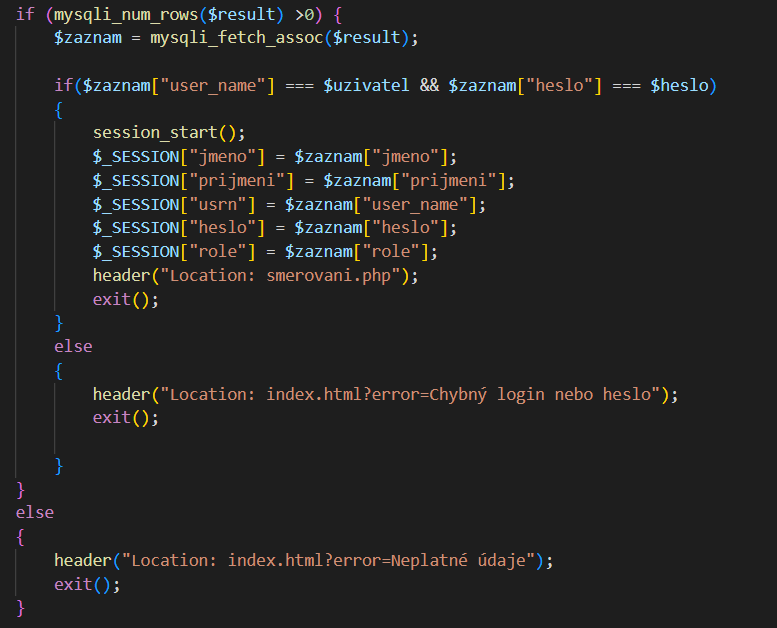 if (mysqli_num_rows($result) >0) {
$zaznam = mysqli_fetch_assoc($result);
if($zaznam["user_name"] === $uzivatel && $zaznam["heslo"] === $heslo)
{
session_start();
$_SESSION["jmeno"] = $zaznam["jmeno"];
$_SESSION["prijmeni"] = $zaznam["prijmeni"];
$_SESSION["usrn"] = $zaznam["user_name"];
$_SESSION["heslo"] = $zaznam["heslo"];
$_SESSION["role"] = $zaznam["role"];
header("Location: smerovani.php");
exit();
}
else
{
header("Location: index.html?error=Chybný login nebo heslo");
exit();
}
}
else
{
header("Location: index.html?error=Neplatné údaje");
exit();
}